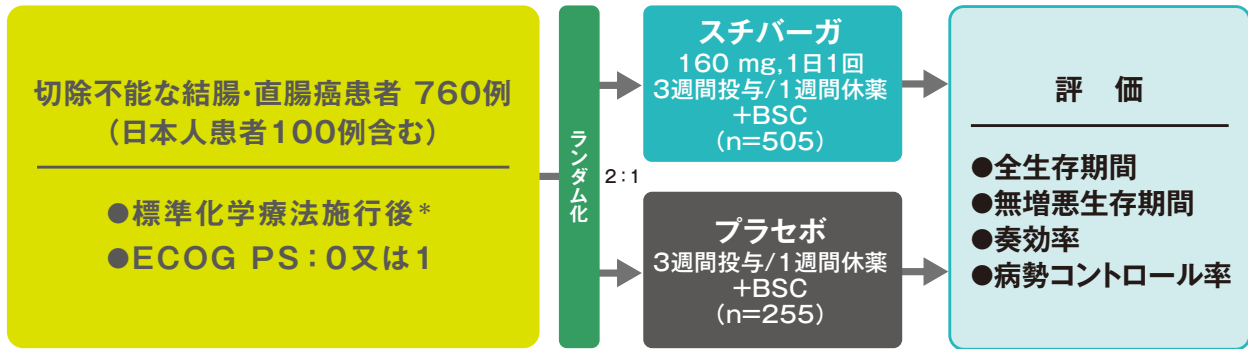 切除不能な結腸・直腸癌患者 760例
（日本人患者100例含む）
●標準化学療法施行後*
●ECOG PS：0又は1
ランダム化
2：1
スチバーガ
160 mg,1日1回
3週間投与/1週間休薬
+BSC
(n=505)
プラセボ
3週間投与/1週間休薬
+BSC
(n=255)
評 価
●全生存期間
●無増悪生存期間
●奏効率
●病勢コントロール率